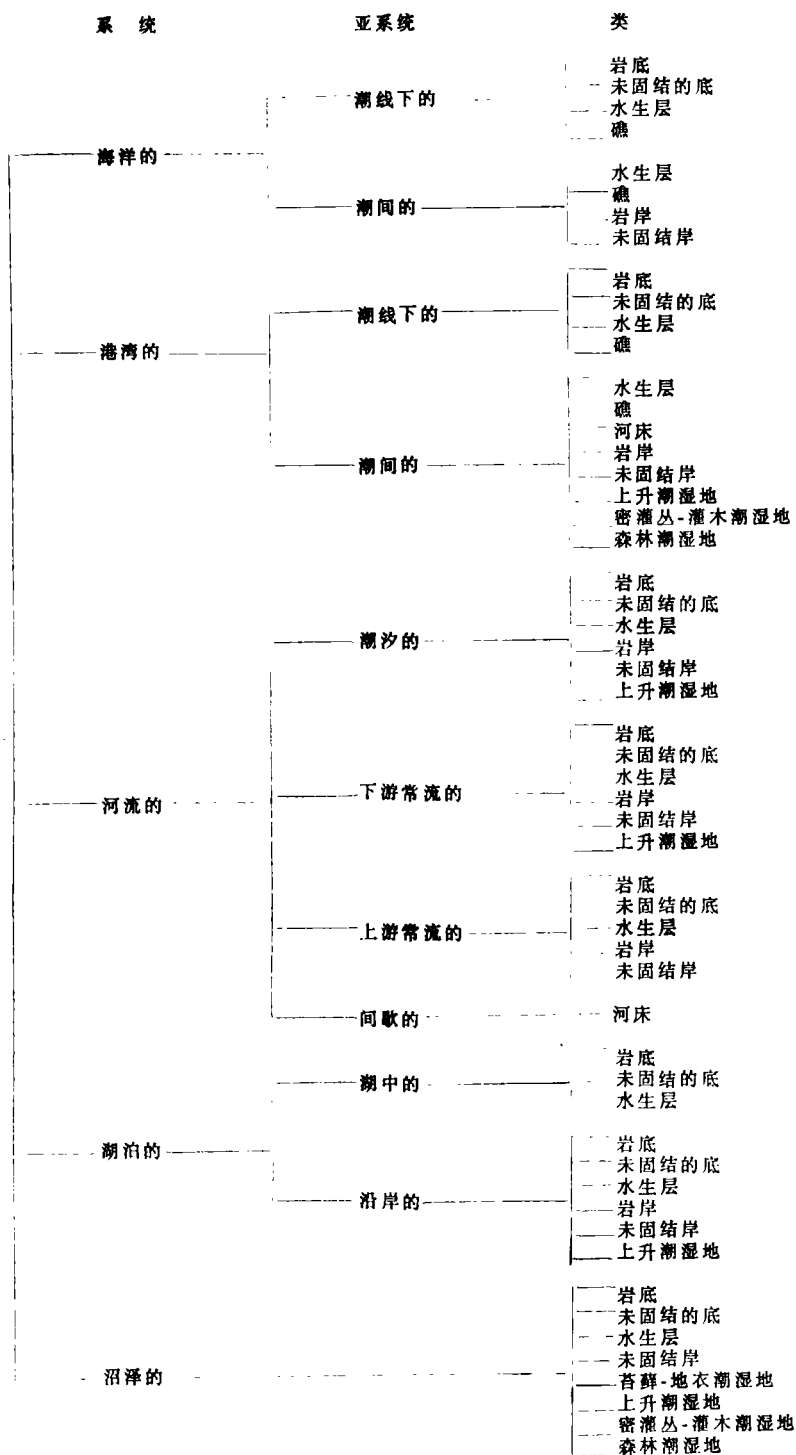 系 统 亚系统 类
岩底
潮线下的 未固结的底
水生层
礁
海洋的
水生层
潮间的 礁
岩岸
未固结岸
岩底
潮线下的 未固结的底
水生层
港湾的 礁
水生层
礁
河床
潮间的 岩岸
未固结岸
上升潮湿地
密灌丛-灌木潮湿地
森林潮湿地
岩底
未固结的底
潮汐的 水生层
岩岸
未固结岸
上升潮湿地
岩底
未固结的底
水生层
河流的 下游常流的 岩岸
未固结岸
上升潮湿地
岩底
未固结的底
上游常流的 水生层
岩岸
未固结岸
间歇的 河床
岩底
湖中的 未固结的底
水生层
湖泊的 岩底
未固结的底
水生层
沿岸的 岩岸
未固结岸
上升潮湿地
岩底
未固结的底
水生层
未固结岸
沼泽的 苔藓-地衣潮湿地
上升潮湿地
密灌丛-灌木潮湿地
森林潮湿地